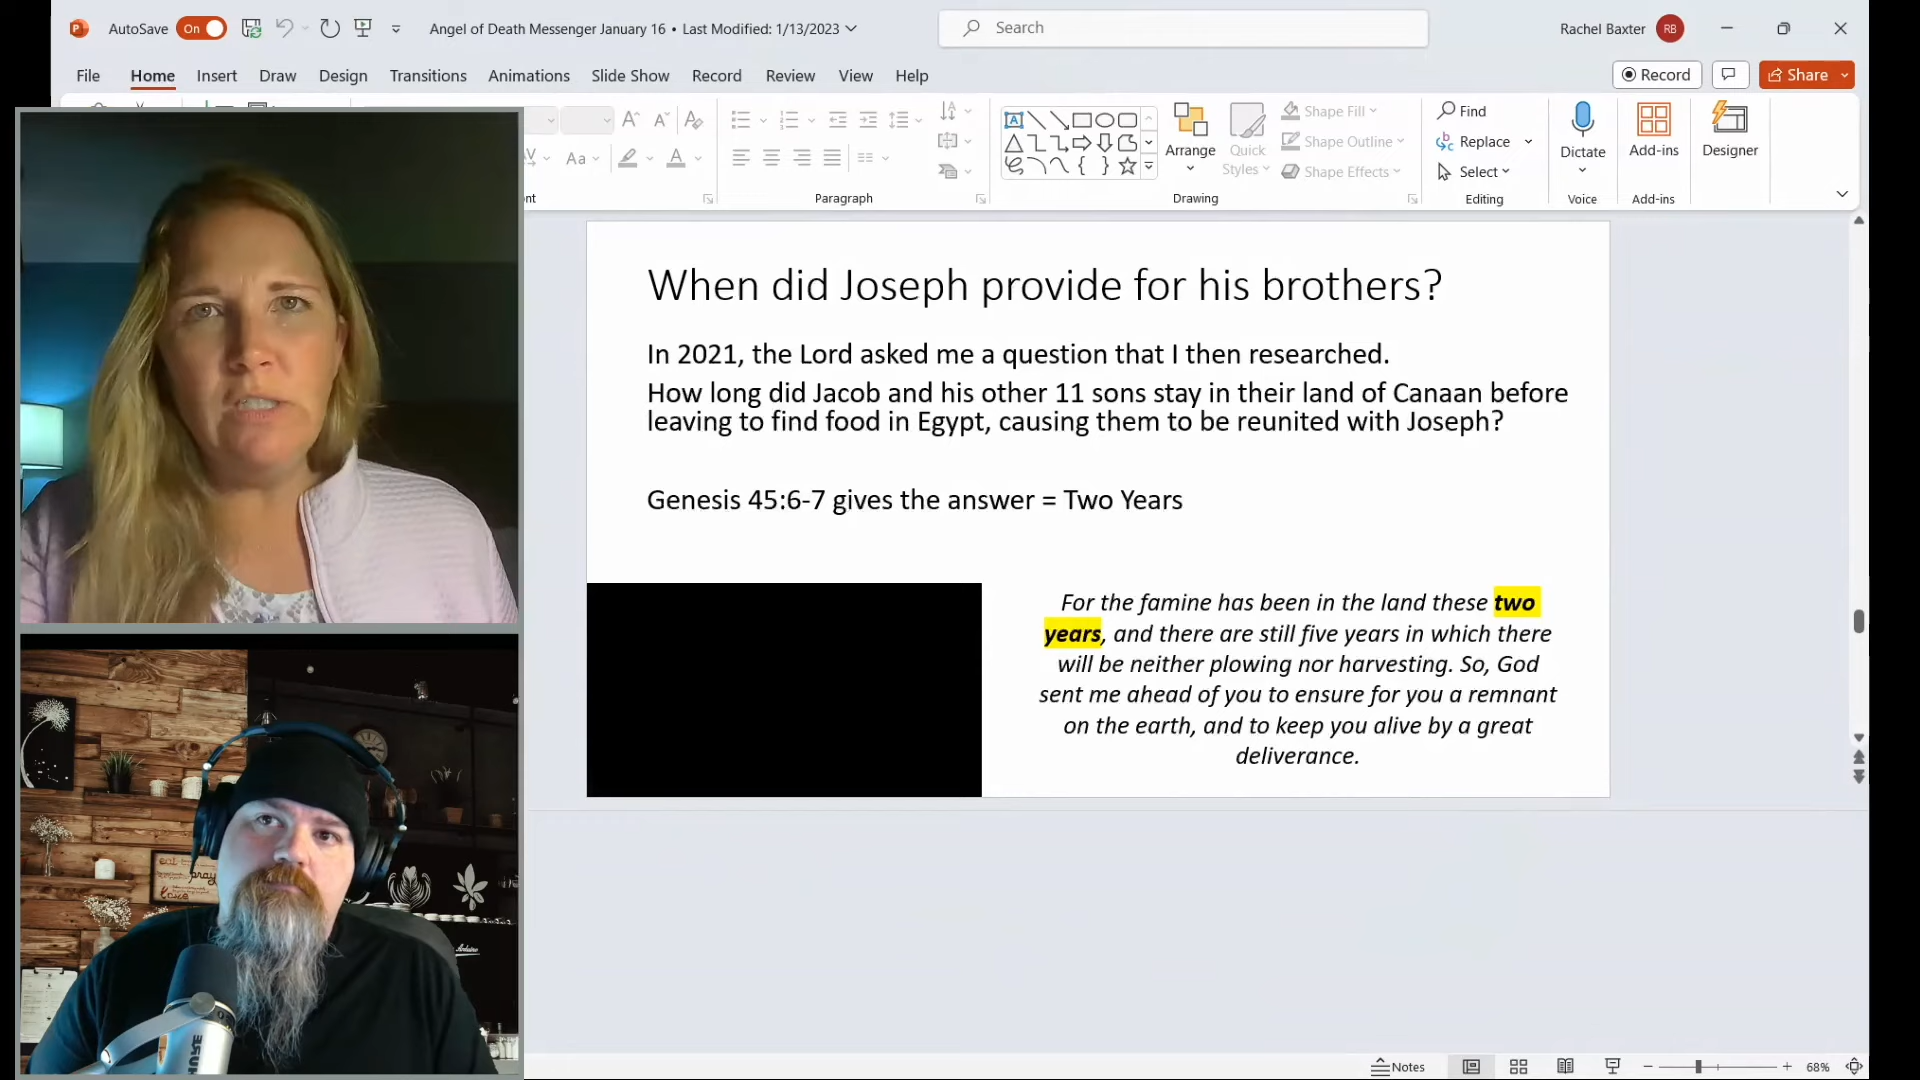 AutoSave On Angel of Death Messenger January 16 • Last Modified: 1/13/2023 Search Rachel Baxter RB
File Home Insert Draw Design Transitions Animations Slide Show Record Review View Help Record Share
Aa
Paragraph
Arrange
Quick Styles
Shape Fill
Shape Outline
Shape Effects
Drawing
Find
Replace
Select
Editing
Dictate
Voice
Add-ins
Add-ins
Designer
When did Joseph provide for his brothers?
In 2021, the Lord asked me a question that I then researched.
How long did Jacob and his other 11 sons stay in their land of Canaan before
leaving to find food in Egypt, causing them to be reunited with Joseph?
Genesis 45:6-7 gives the answer = Two Years
For the famine has been in the land these two
years, and there are still five years in which there
will be neither plowing nor harvesting. So, God
sent me ahead of you to ensure for you a remnant
on the earth, and to keep you alive by a great
deliverance.
eat
pray
love
Notes 68%